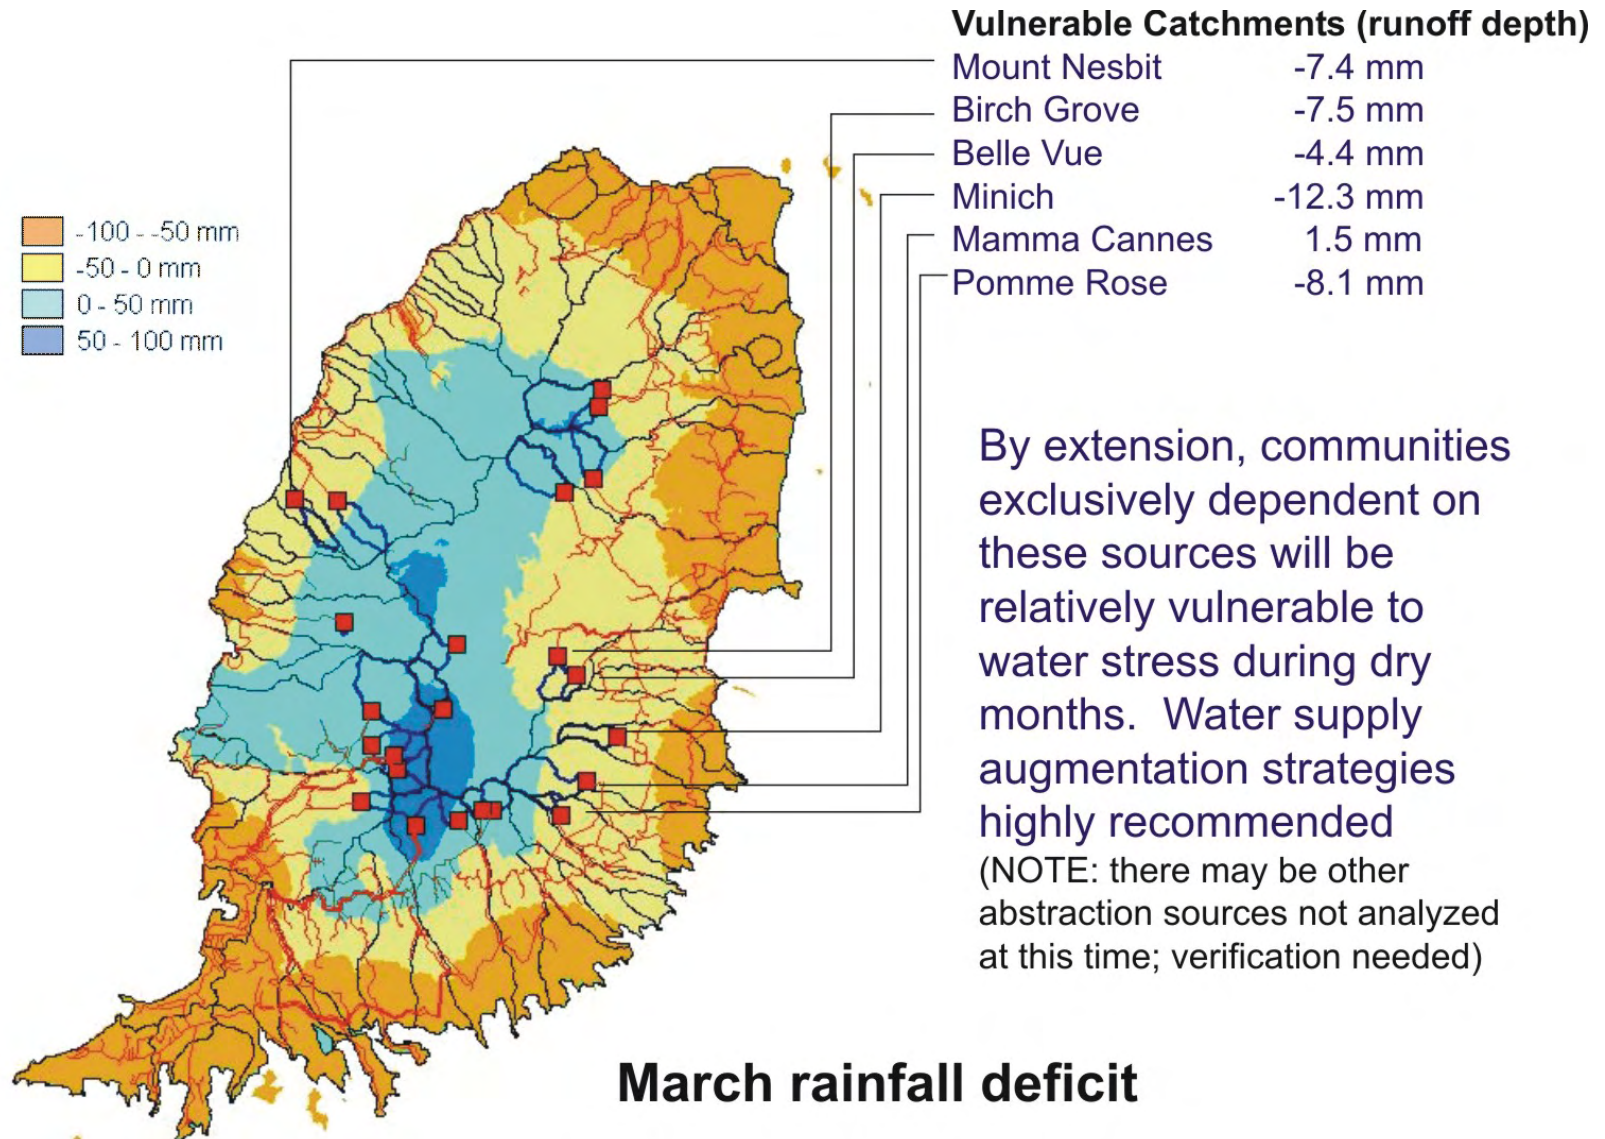 Vulnerable Catchments (runoff depth)
Mount Nesbit -7.4 mm
Birch Grove -7.5 mm
Belle Vue -4.4 mm
Minich -12.3 mm
Mamma Cannes 1.5 mm
Pomme Rose -8.1 mm
-100 - -50 mm
-50 - 0 mm
0 - 50 mm
50 - 100 mm
By extension, communities
exclusively dependent on
these sources will be
relatively vulnerable to
water stress during dry
months. Water supply
augmentation strategies
highly recommended
(NOTE: there may be other
abstraction sources not analyzed
at this time; verification needed)
March rainfall deficit